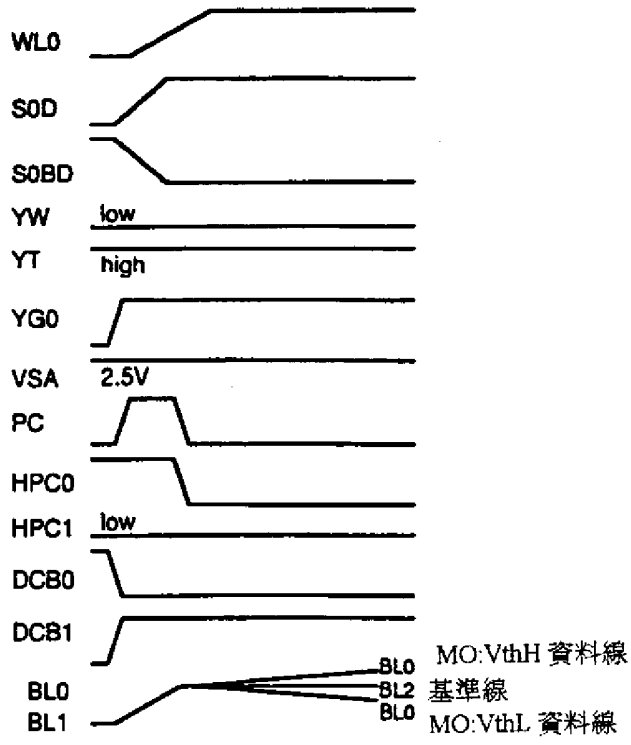 WL0
S0D
S0BD
YW low
YT high
YG0
VSA 2.5V
PC
HPC0
HPC1 low
DCB0
DCB1
BL0 MO:VthH 資料線
BL0 BL2 基準線
BL1 BL0 MO:VthL 資料線